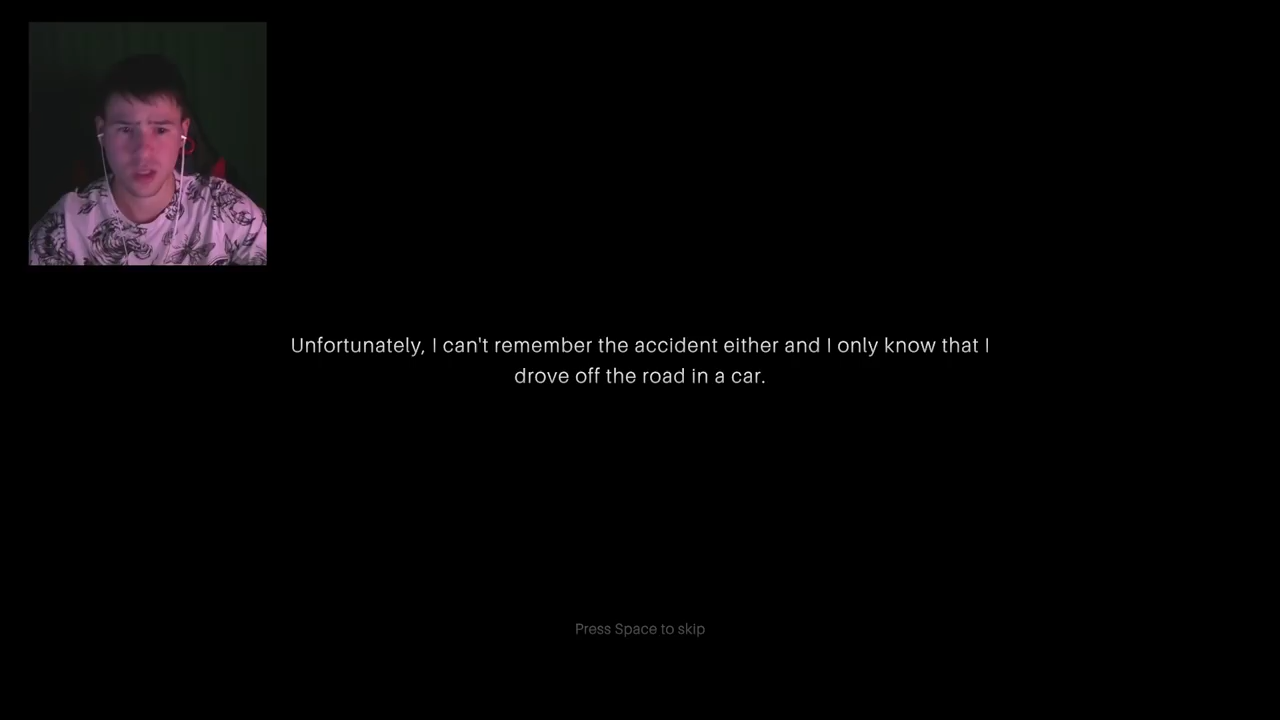 Unfortunately, I can't remember the accident either and I only know that I
drove off the road in a car.
Press Space to skip